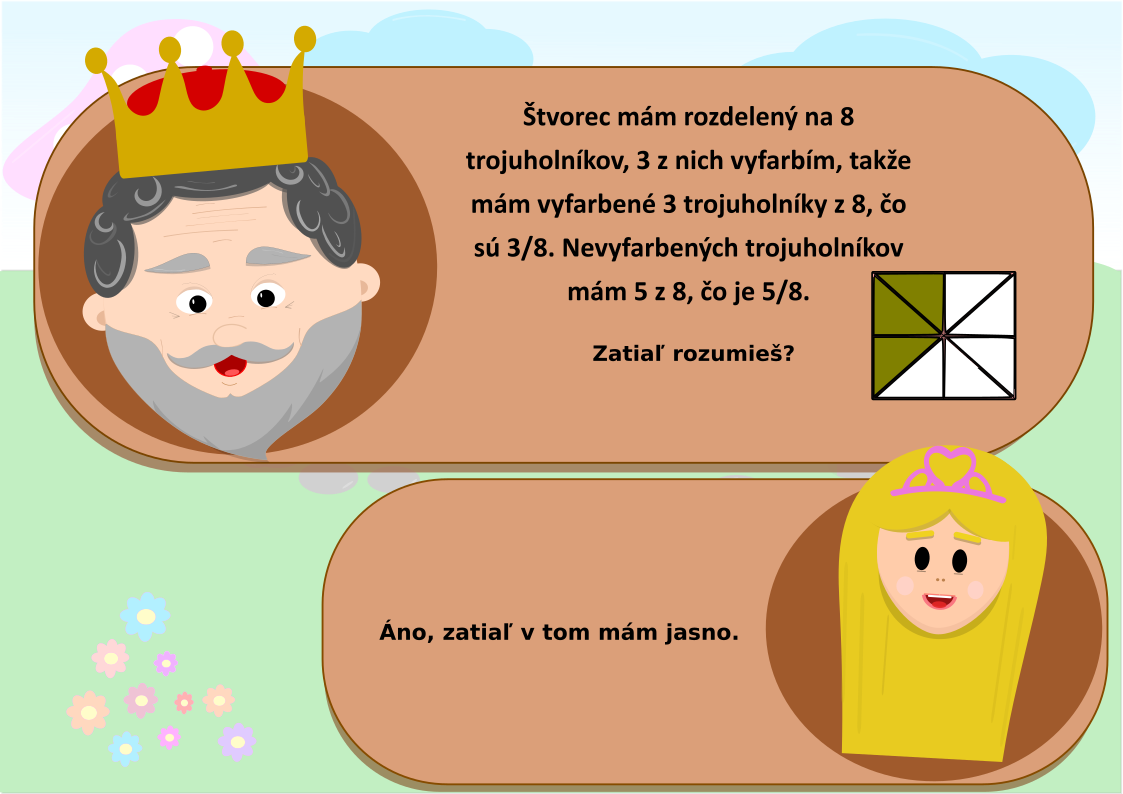 Štvorec mám rozdelený na 8
trojuholníkov, 3 z nich vyfarbím, takže
mám vyfarbené 3 trojuholníky z 8, čo
sú 3/8. Nevyfarbených trojuholníkov
mám 5 z 8, čo je 5/8.
Zatiaľ rozumieš?
Áno, zatiaľ v tom mám jasno.